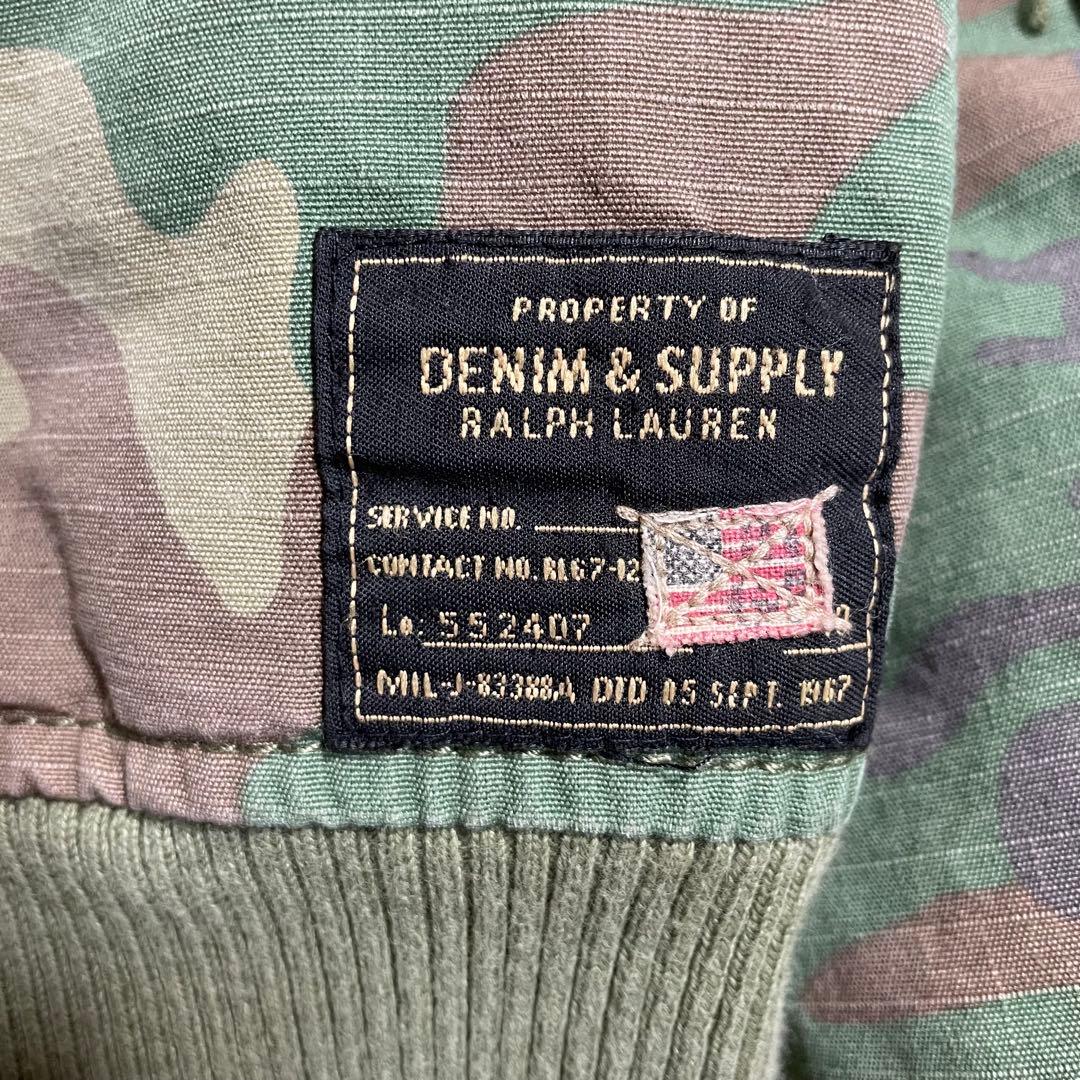 PROPERTY OF
DENIM & SUPPLY
RALPH LAUREN
SERVICE NO.
CONTACT NO. RL67-12
Lo. 552407
MIL-J-83388A DTD 05 SEPT. 1967